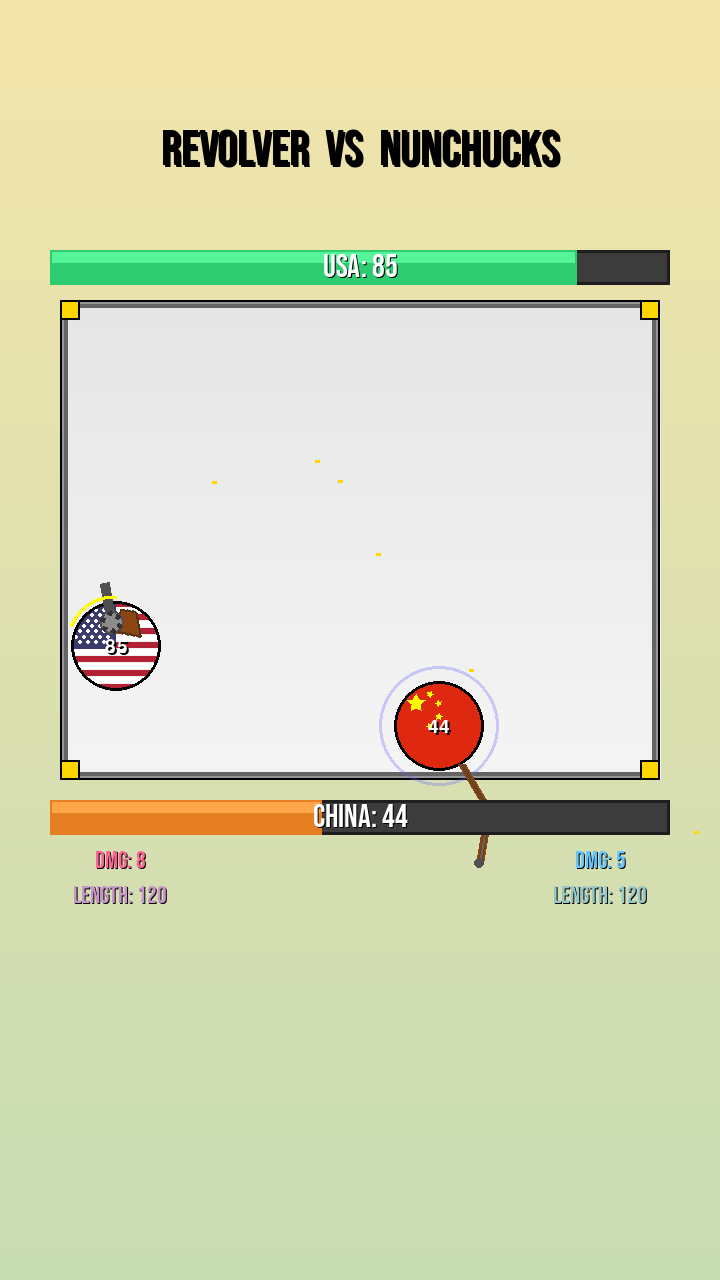 REVOLVER VS NUNCHUCKS
USA: 85
85
44
CHINA: 44
DMG: 8
DMG: 5
LENGTH: 120
LENGTH: 120